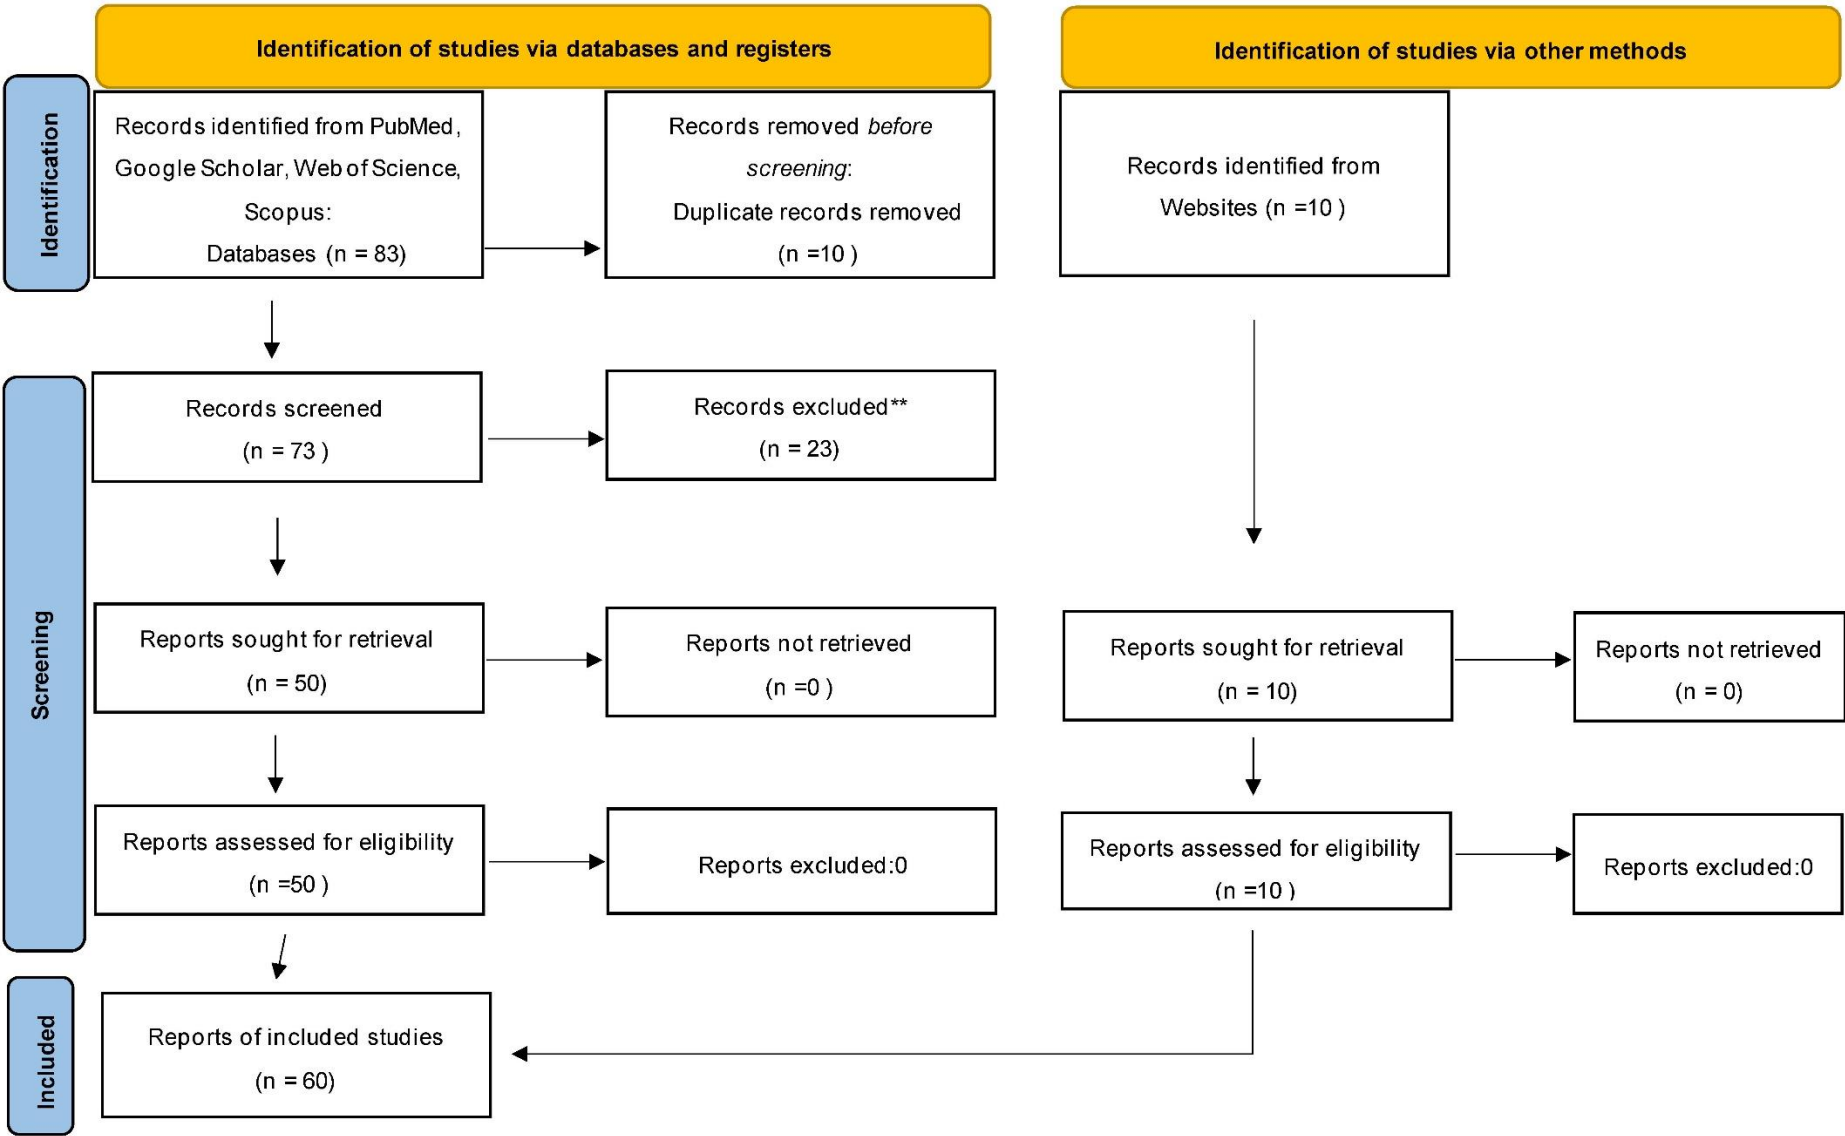 Identification of studies via databases and registers
Identification of studies via other methods
Identification
Records identified from PubMed,
Google Scholar, Web of Science,
Scopus:
Databases (n = 83)
Records removed before
screening:
Duplicate records removed
(n =10 )
Records identified from
Websites (n =10 )
Screening
Records screened
(n = 73 )
Records excluded**
(n = 23)
Reports sought for retrieval
(n = 50)
Reports not retrieved
(n =0 )
Reports sought for retrieval
(n = 10)
Reports not retrieved
(n = 0)
Reports assessed for eligibility
(n =50 )
Reports excluded:0
Reports assessed for eligibility
(n =10 )
Reports excluded:0
Included
Reports of included studies
(n = 60)